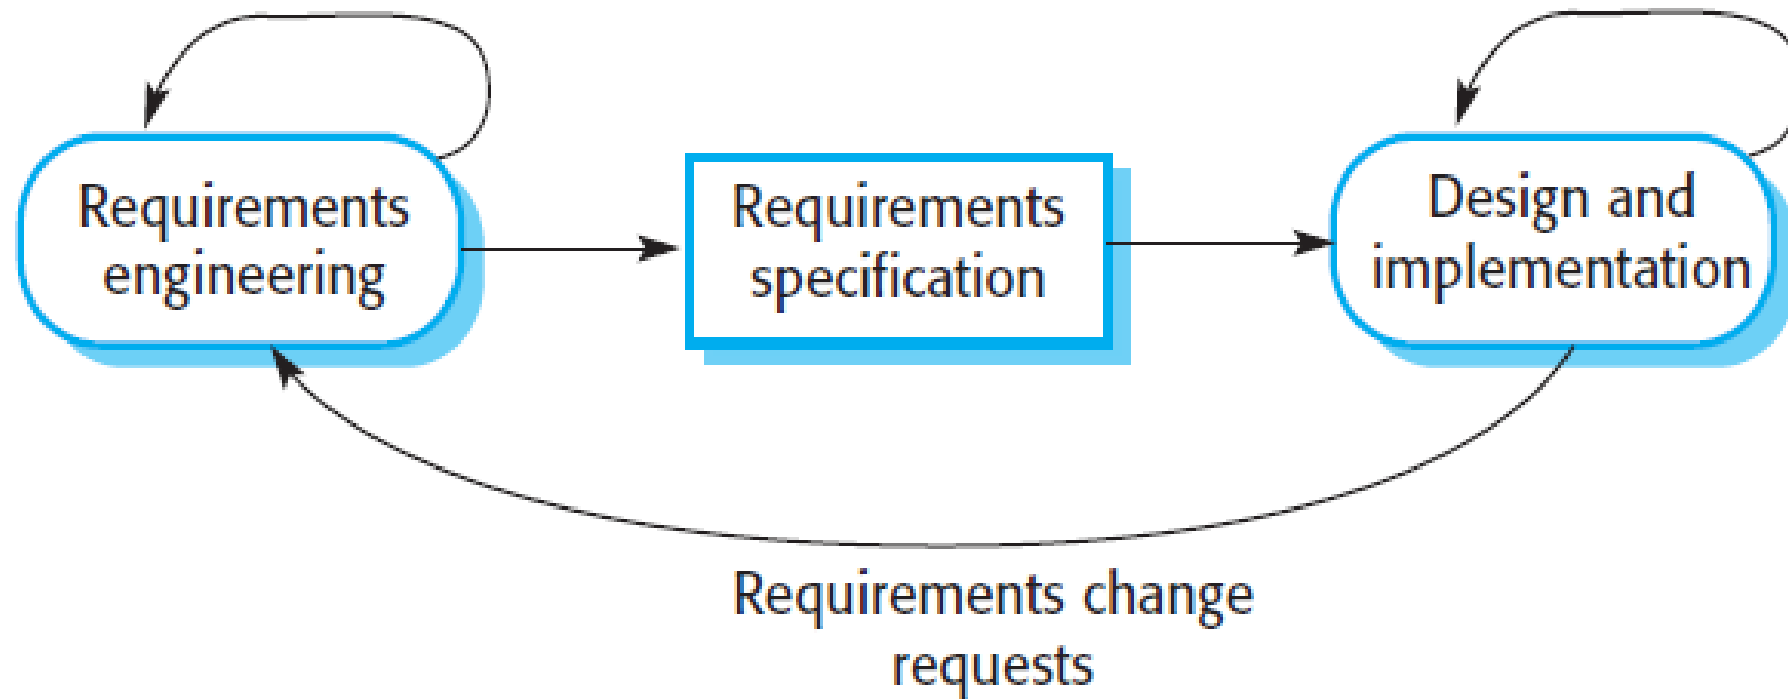 Requirements
engineering
Requirements
specification
Design and
implementation
Requirements change
requests